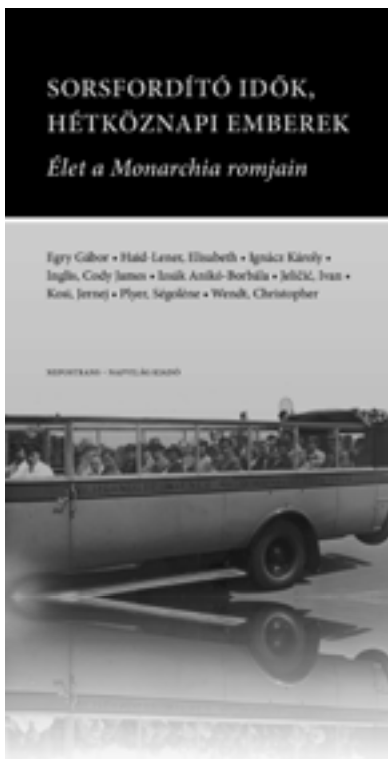 SORSFORDÍTÓ IDŐK,
HÉTKÖZNAPI EMBEREK
Élet a Monarchia romjain
Egry Gábor • Haid-Lener, Elisabeth • Ignácz Károly •
Inglis, Cody James • Izsák Anikó-Borbála • Jeličić, Ivan •
Kosi, Jernej • Plyer, Ségolène • Wendt, Christopher
NEPOSTRANS – NAPVILÁG KIADÓ